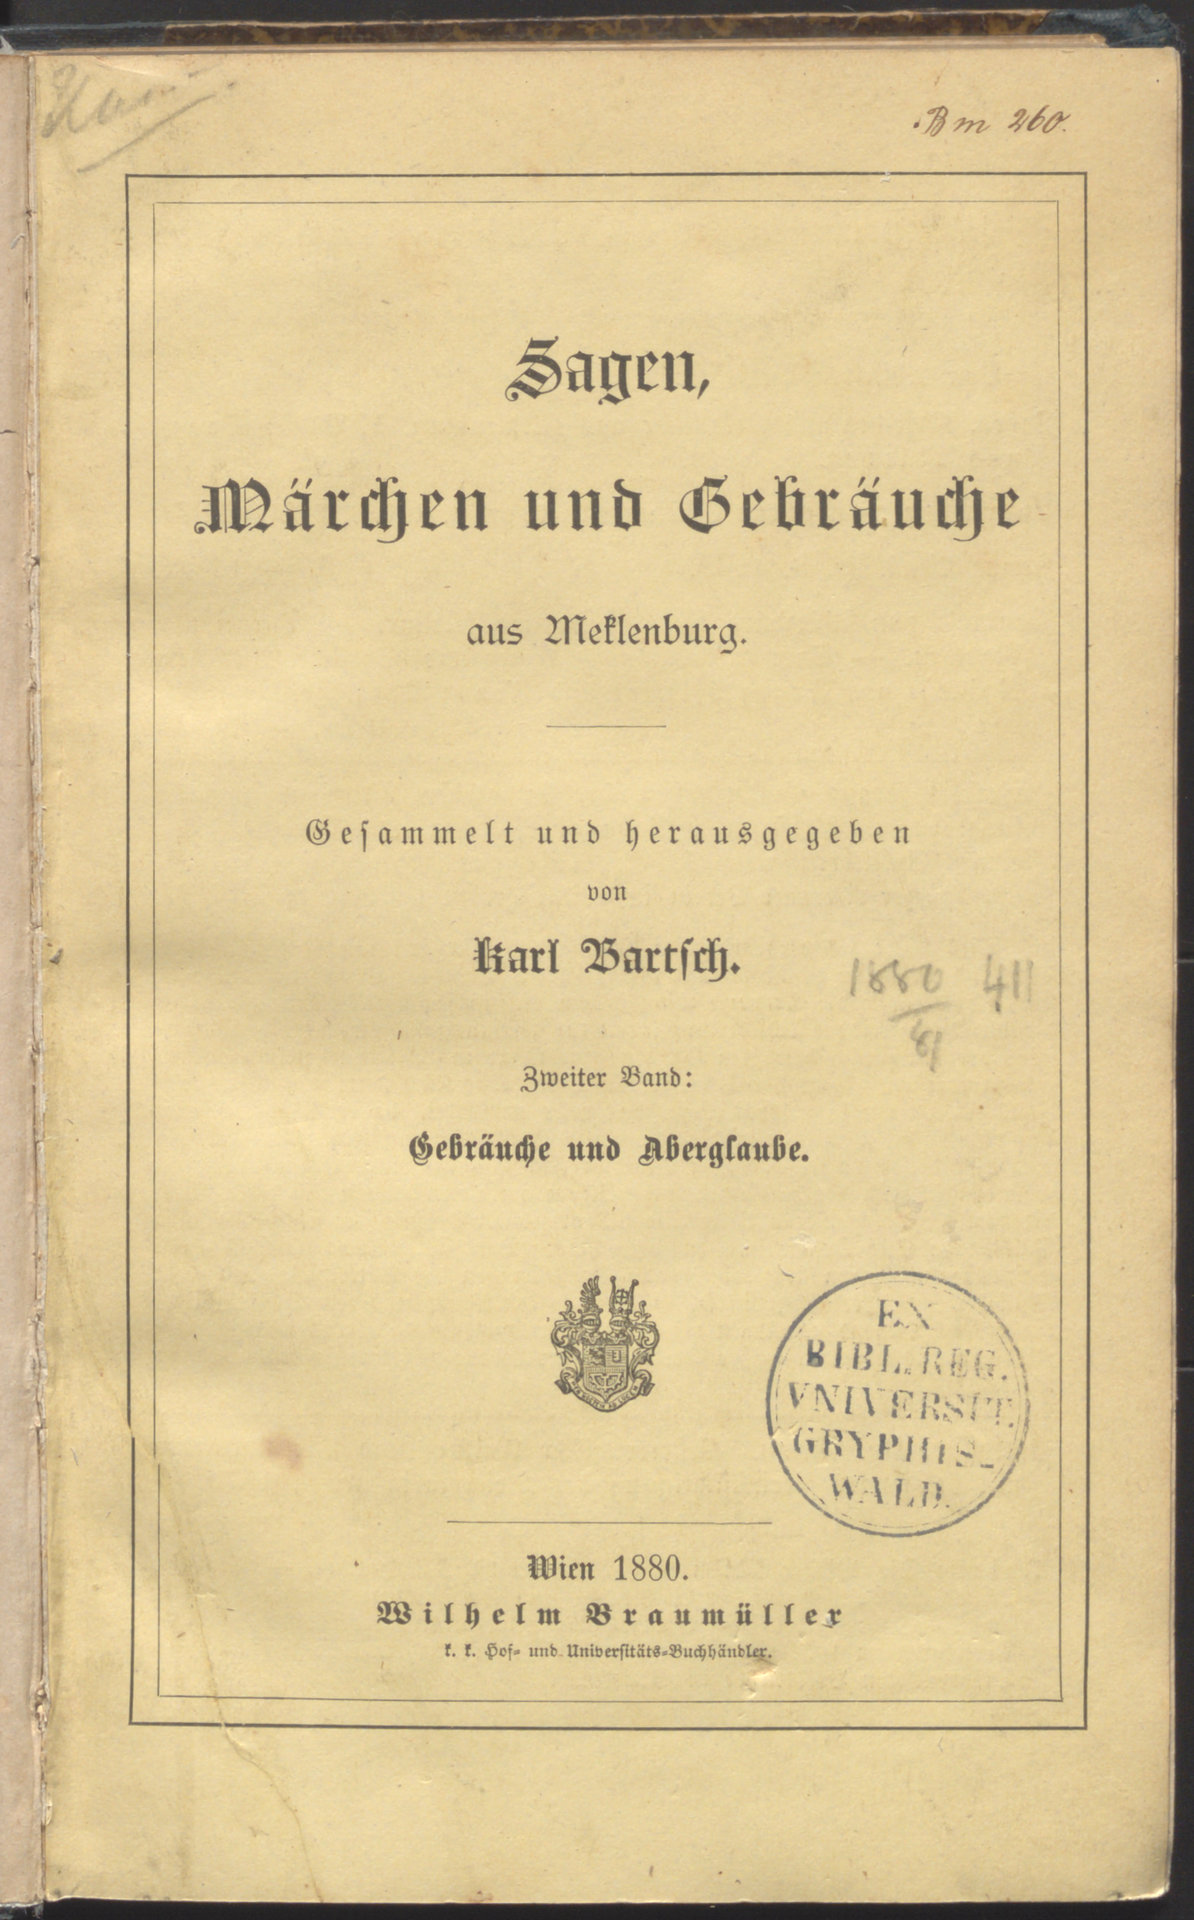 Bm 260.
Sagen,
Märchen und Gebräuche
aus Meklenburg.
Gesammelt und herausgegeben
von
Karl Bartsch.
1880 411
61
Zweiter Band:
Gebräuche und Aberglaube.
EX
BIBL. REG.
VNIVERSIT.
GRYPHIS-
WALD.
Wien 1880.
Wilhelm Braumüller
k. k. Hof- und Universitäts-Buchhändler.